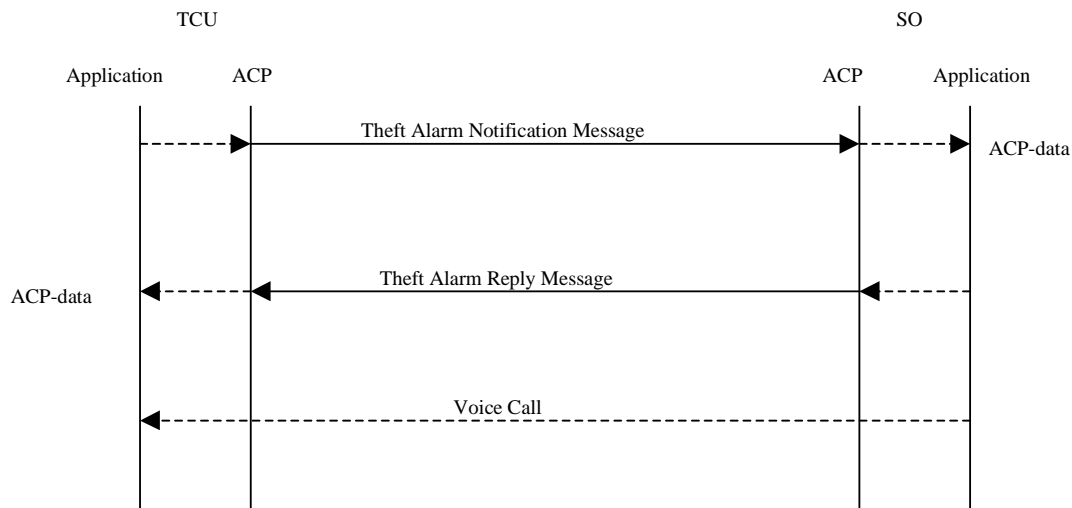 TCU
SO
Application
ACP
ACP
Application
Theft Alarm Notification Message
ACP-data
Theft Alarm Reply Message
ACP-data
Voice Call